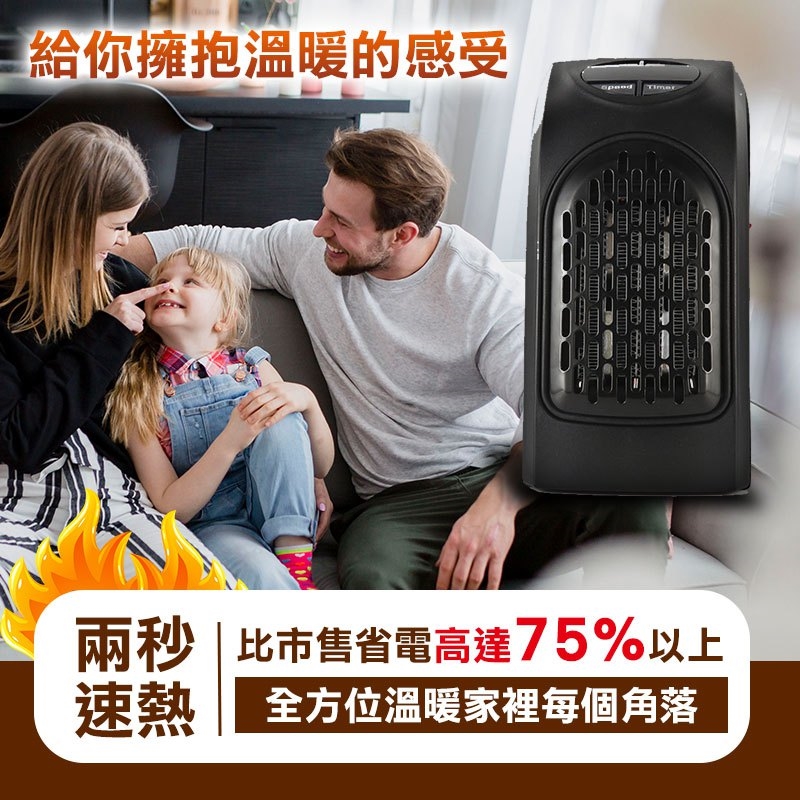 給你擁抱溫暖的感受
Speed Timer
兩秒
速熱
比市售省電高達75%以上
全方位溫暖家裡每個角落